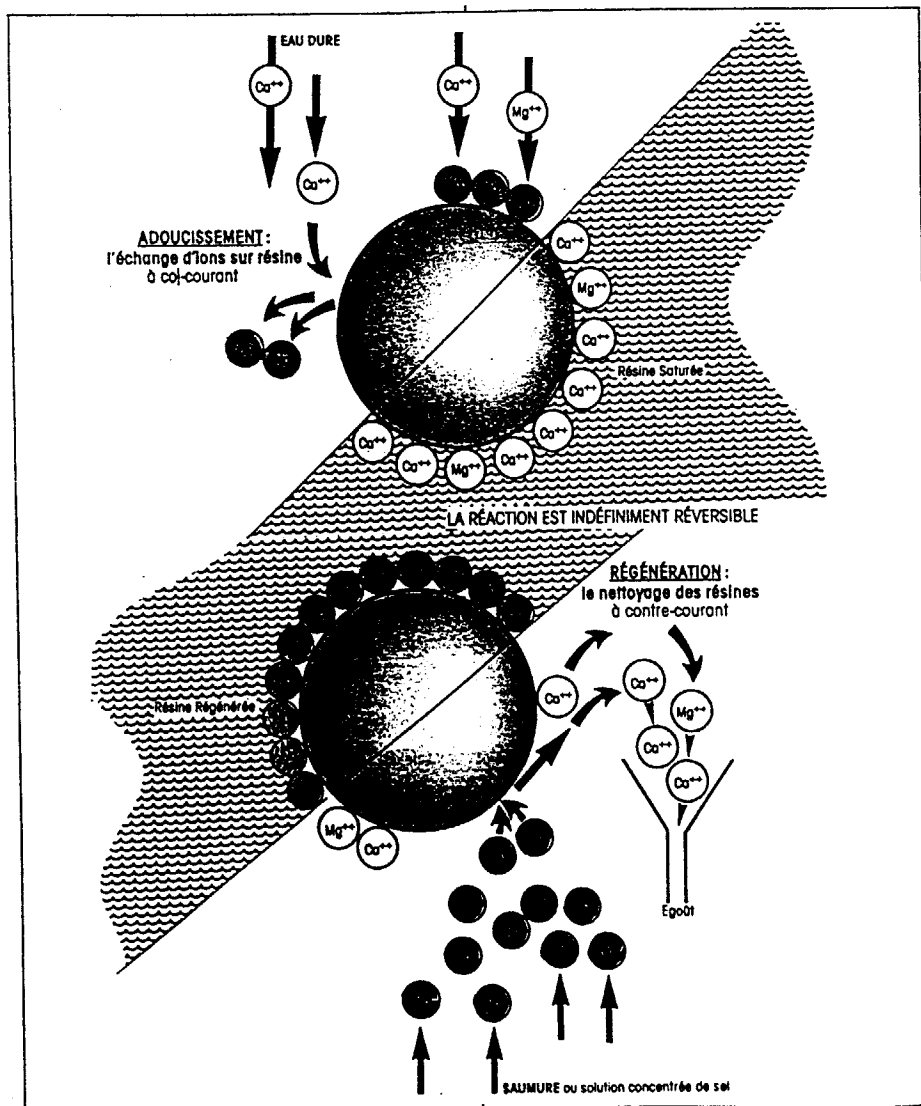 EAU DURE
Ca++
Ca++
Mg++
Ca++
ADOUCISSEMENT :
l'échange d'ions sur résine
à co-courant
Ca++
Mg++
Ca++
Résine Saturée
Ca++
Ca++
Ca++
Ca++
Mg++
Ca++
Ca++
LA RÉACTION EST INDÉFINIMENT RÉVERSIBLE
RÉGÉNÉRATION :
le nettoyage des résines
à contre-courant
Ca++
Ca++
Résine Régénérée
Mg++
Ca++
Ca++
Mg++
Ca++
Egoût
SAUMURE ou solution concentrée de sel